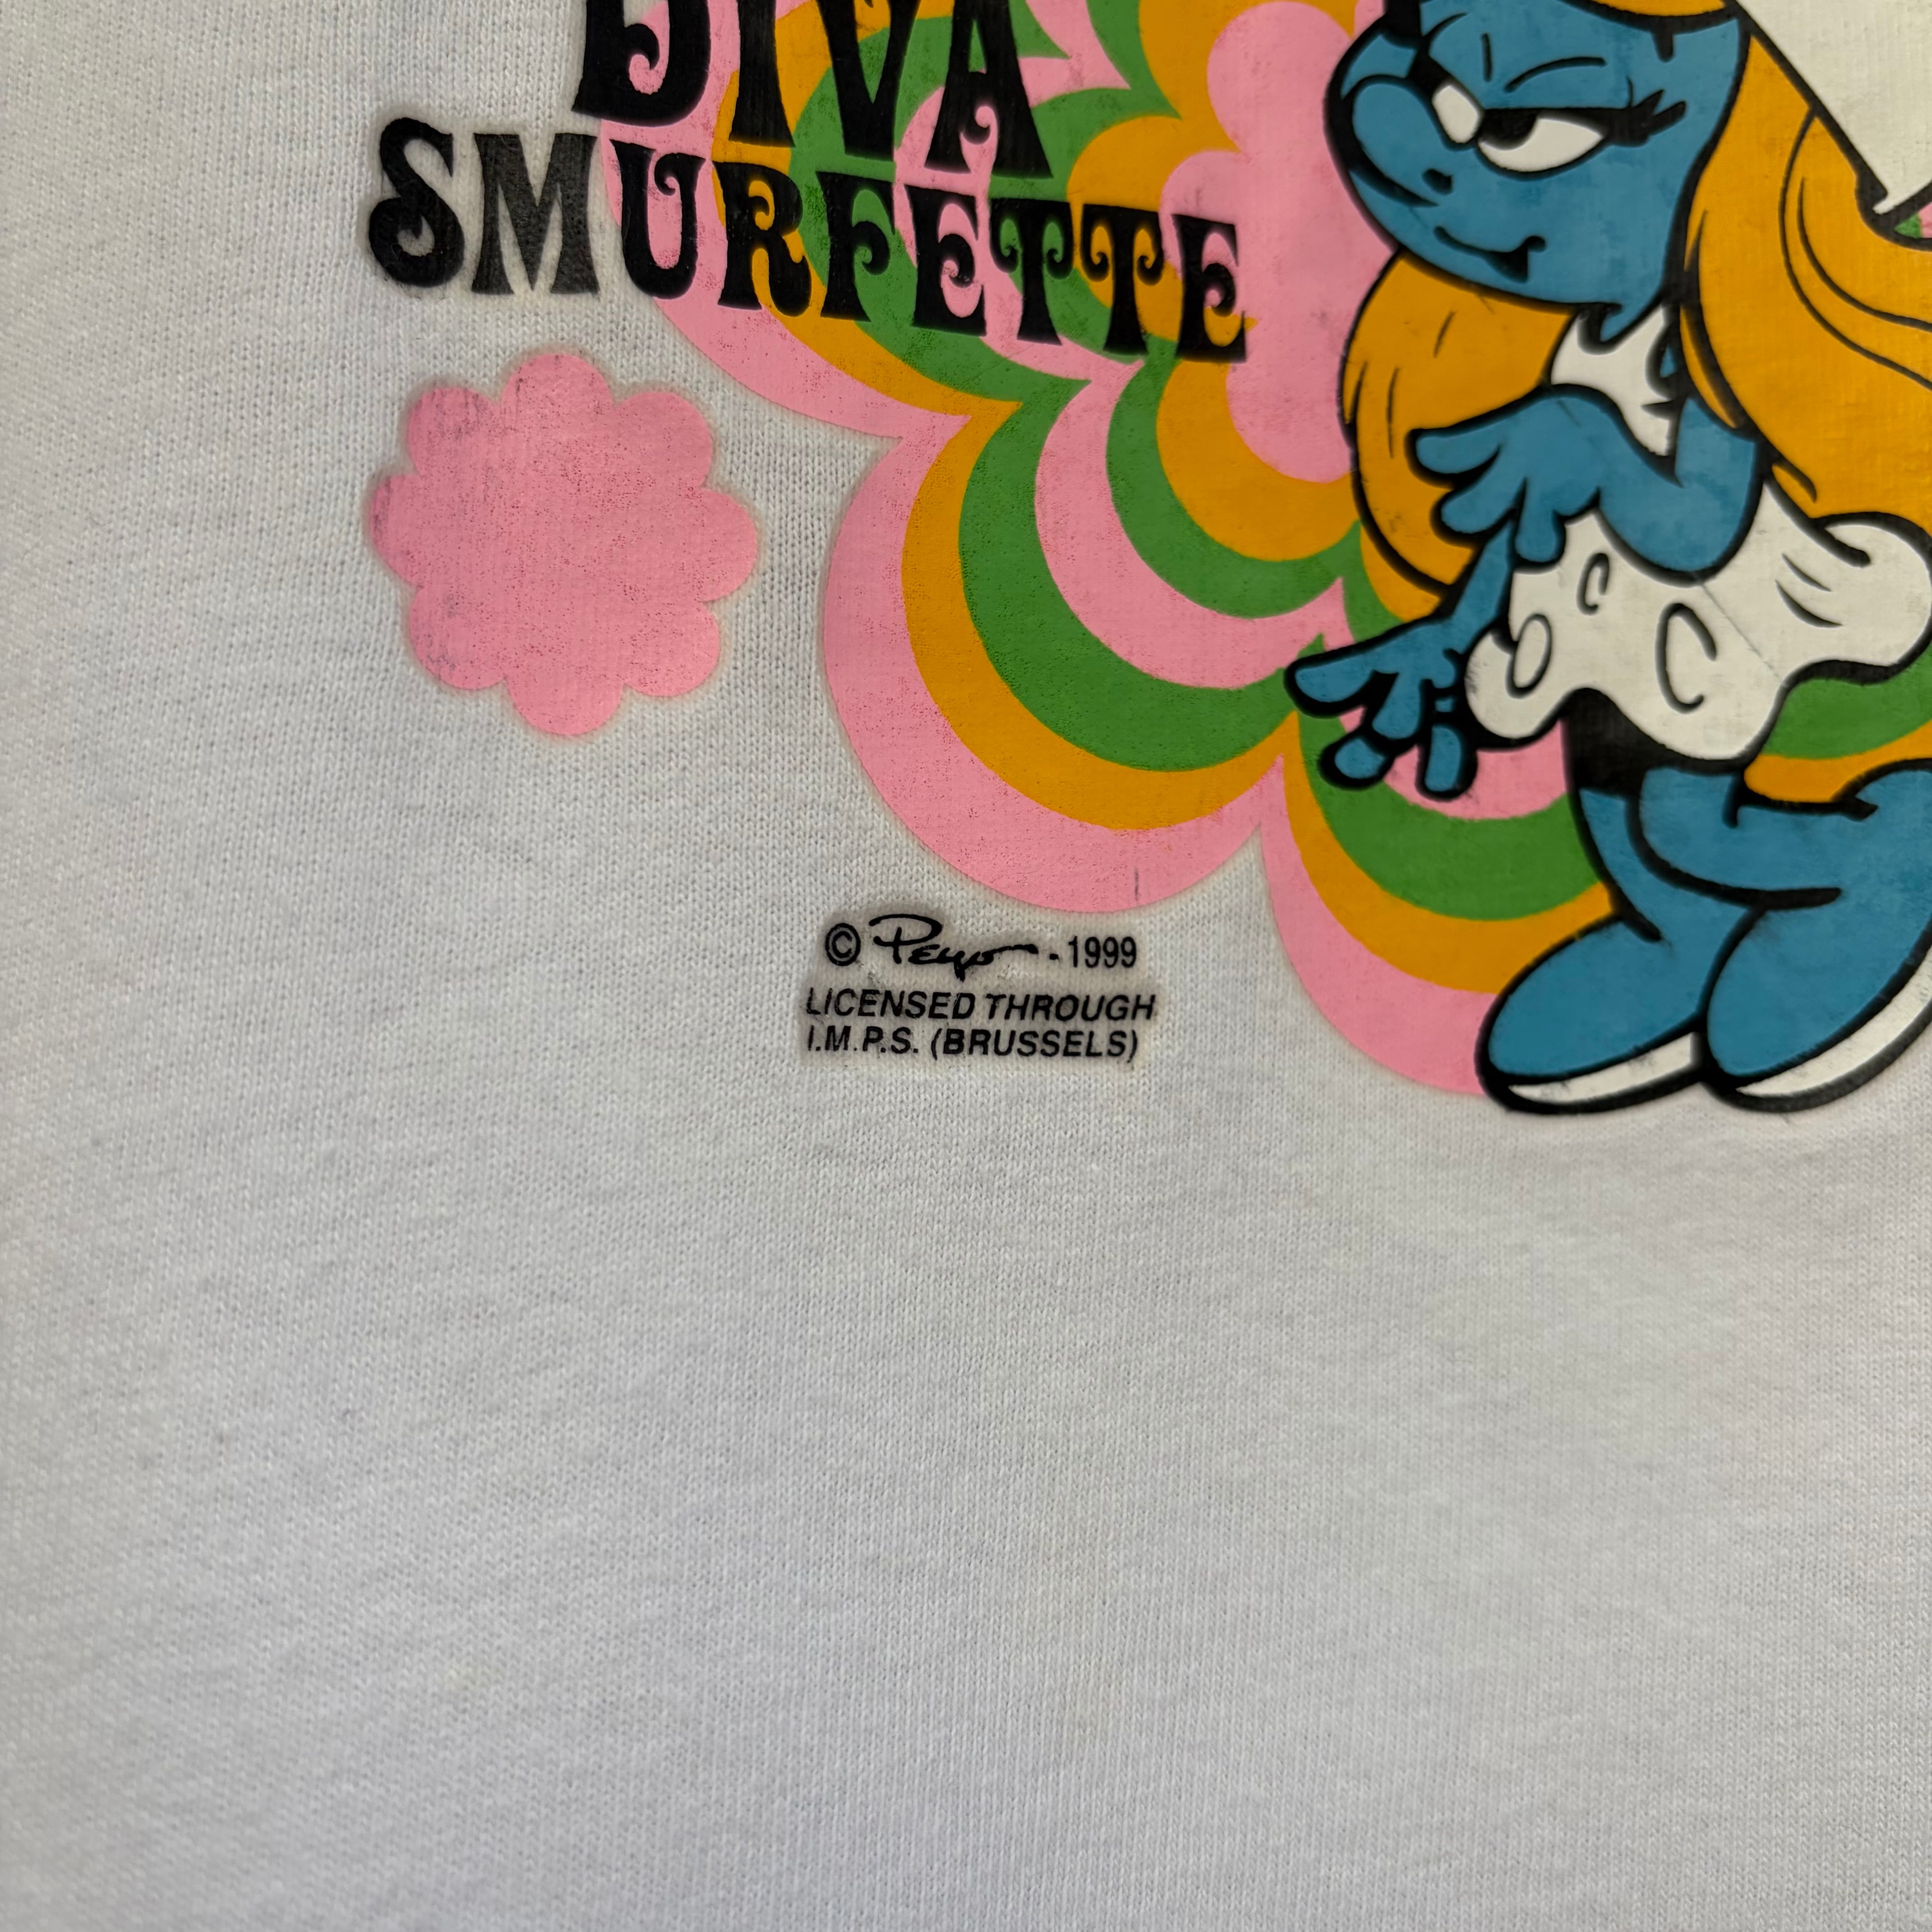 DIVA
SMURFETTE
© Peyo - 1999
LICENSED THROUGH
I.M.P.S. (BRUSSELS)